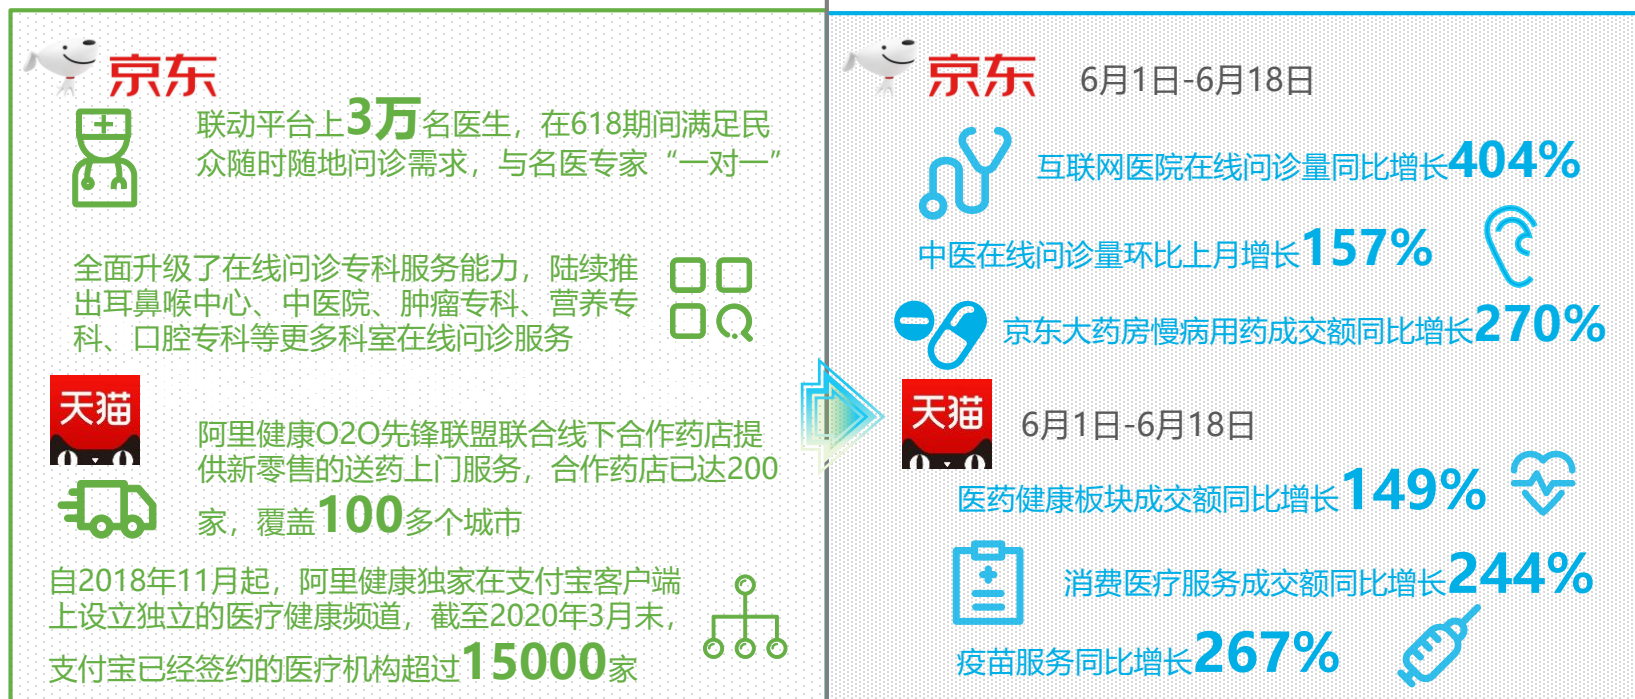 京东
联动平台上3万名医生，在618期间满足民
众随时随地问诊需求，与名医专家“一对一”
全面升级了在线问诊专科服务能力，陆续推
出耳鼻喉中心、中医院、肿瘤专科、营养专
科、口腔专科等更多科室在线问诊服务
天猫
阿里健康O2O先锋联盟联合线下合作药店提
供新零售的送药上门服务，合作药店已达200
家，覆盖100多个城市
自2018年11月起，阿里健康独家在支付宝客户端
上设立独立的医疗健康频道，截至2020年3月末，
支付宝已经签约的医疗机构超过15000家
京东
6月1日-6月18日
互联网医院在线问诊量同比增长404%
中医在线问诊量环比上月增长157%
京东大药房慢病用药成交额同比增长270%
天猫
6月1日-6月18日
医药健康板块成交额同比增长149%
消费医疗服务成交额同比增长244%
疫苗服务同比增长267%